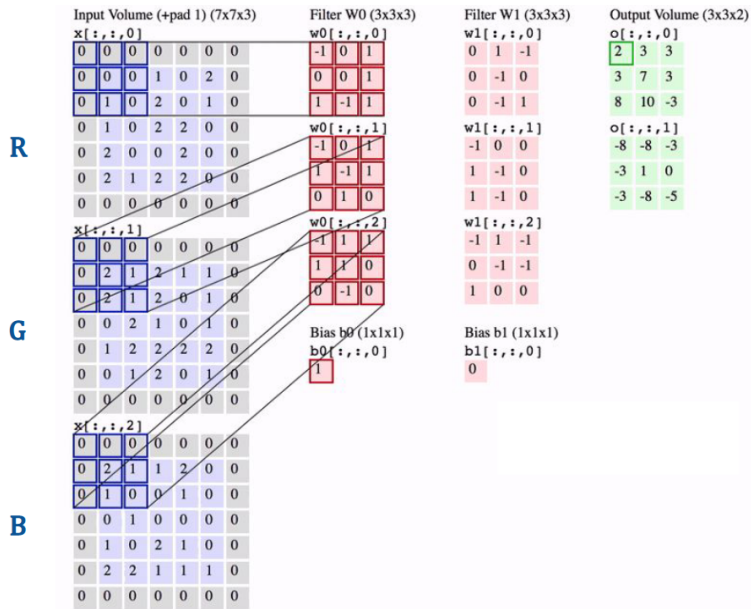 Input Volume (+pad 1) (7x7x3)
x[:,:,0]
0 0 0 0 0 0 0
0 0 0 1 0 2 0
0 1 0 2 0 1 0
0 1 0 2 2 0 0
0 2 0 0 2 0 0
0 2 1 2 2 0 0
0 0 0 0 0 0 0
R
x[:,:,1]
0 0 0 0 0 0 0
0 2 1 2 1 1 0
0 2 1 2 0 1 0
0 0 2 1 0 1 0
0 1 2 2 2 2 0
0 0 1 2 0 1 0
0 0 0 0 0 0 0
G
x[:,:,2]
0 0 0 0 0 0 0
0 2 1 1 2 0 0
0 1 0 0 1 0 0
0 0 1 0 0 0 0
0 1 0 2 1 0 0
0 2 2 1 1 1 0
0 0 0 0 0 0 0
B
Filter W0 (3x3x3)
w0[:,:,0]
-1 0 1
0 0 1
1 -1 1
w0[:,:,1]
-1 0 1
1 -1 1
0 1 0
w0[:,:,2]
-1 1 1
1 1 0
0 -1 0
Bias b0 (1x1x1)
b0[:,:,0]
1
Filter W1 (3x3x3)
w1[:,:,0]
0 1 -1
0 -1 0
0 -1 1
w1[:,:,1]
-1 0 0
1 -1 0
1 -1 0
w1[:,:,2]
-1 1 -1
0 -1 -1
1 0 0
Bias b1 (1x1x1)
b1[:,:,0]
0
Output Volume (3x3x2)
o[:,:,0]
2 3 3
3 7 3
8 10 -3
o[:,:,1]
-8 -8 -3
-3 1 0
-3 -8 -5